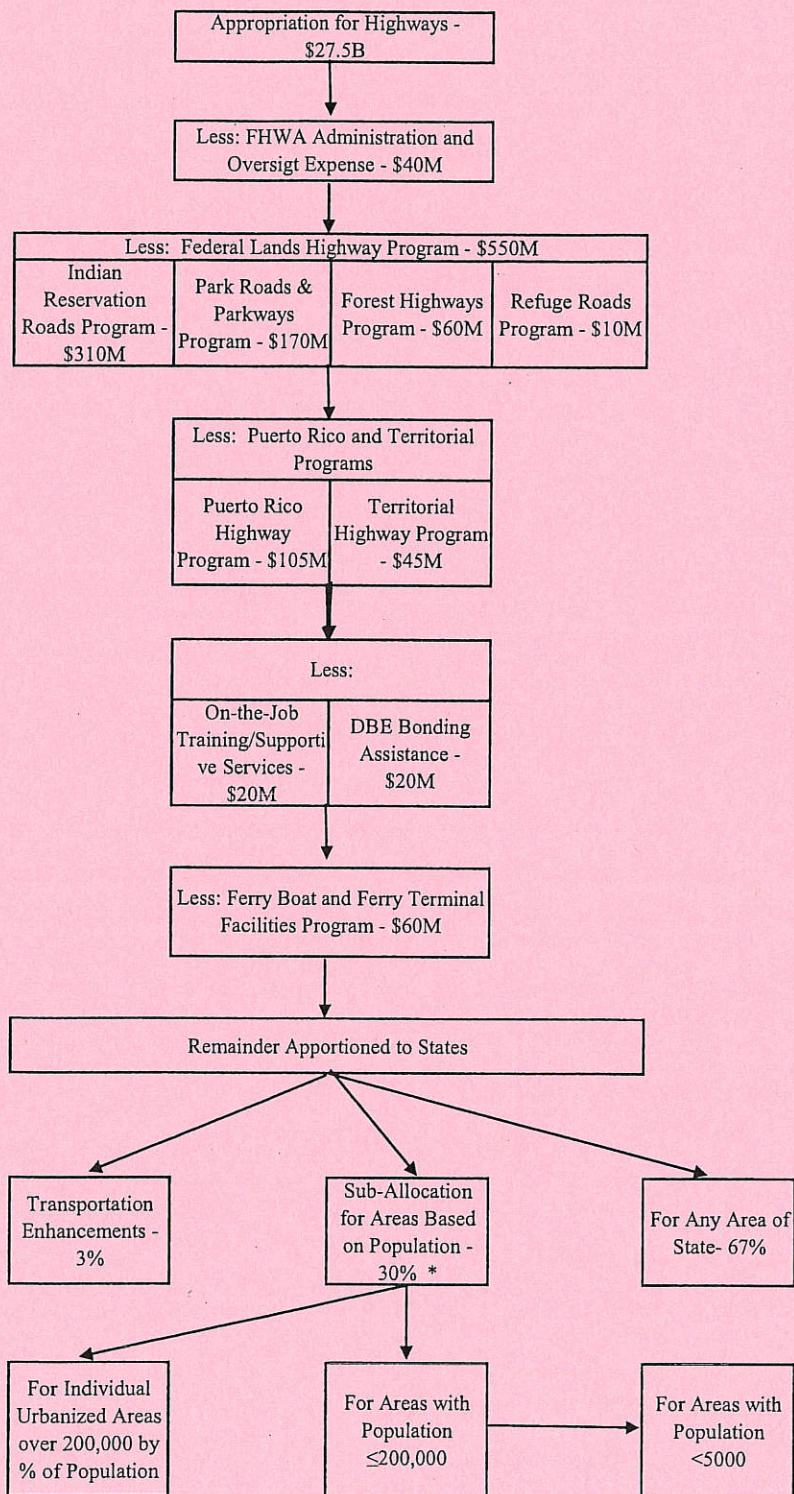 Appropriation for Highways -
$27.5B
Less: FHWA Administration and
Oversigt Expense - $40M
Less: Federal Lands Highway Program - $550M
Indian
Reservation
Roads Program -
$310M
Park Roads &
Parkways
Program - $170M
Forest Highways
Program - $60M
Refuge Roads
Program - $10M
Less: Puerto Rico and Territorial
Programs
Puerto Rico
Highway
Program - $105M
Territorial
Highway Program
- $45M
Less:
On-the-Job
Training/Supporti
ve Services -
$20M
DBE Bonding
Assistance -
$20M
Less: Ferry Boat and Ferry Terminal
Facilities Program - $60M
Remainder Apportioned to States
Transportation
Enhancements -
3%
Sub-Allocation
for Areas Based
on Population -
30% *
For Any Area of
State- 67%
For Individual
Urbanized Areas
over 200,000 by
% of Population
For Areas with
Population
≤200,000
For Areas with
Population
<5000